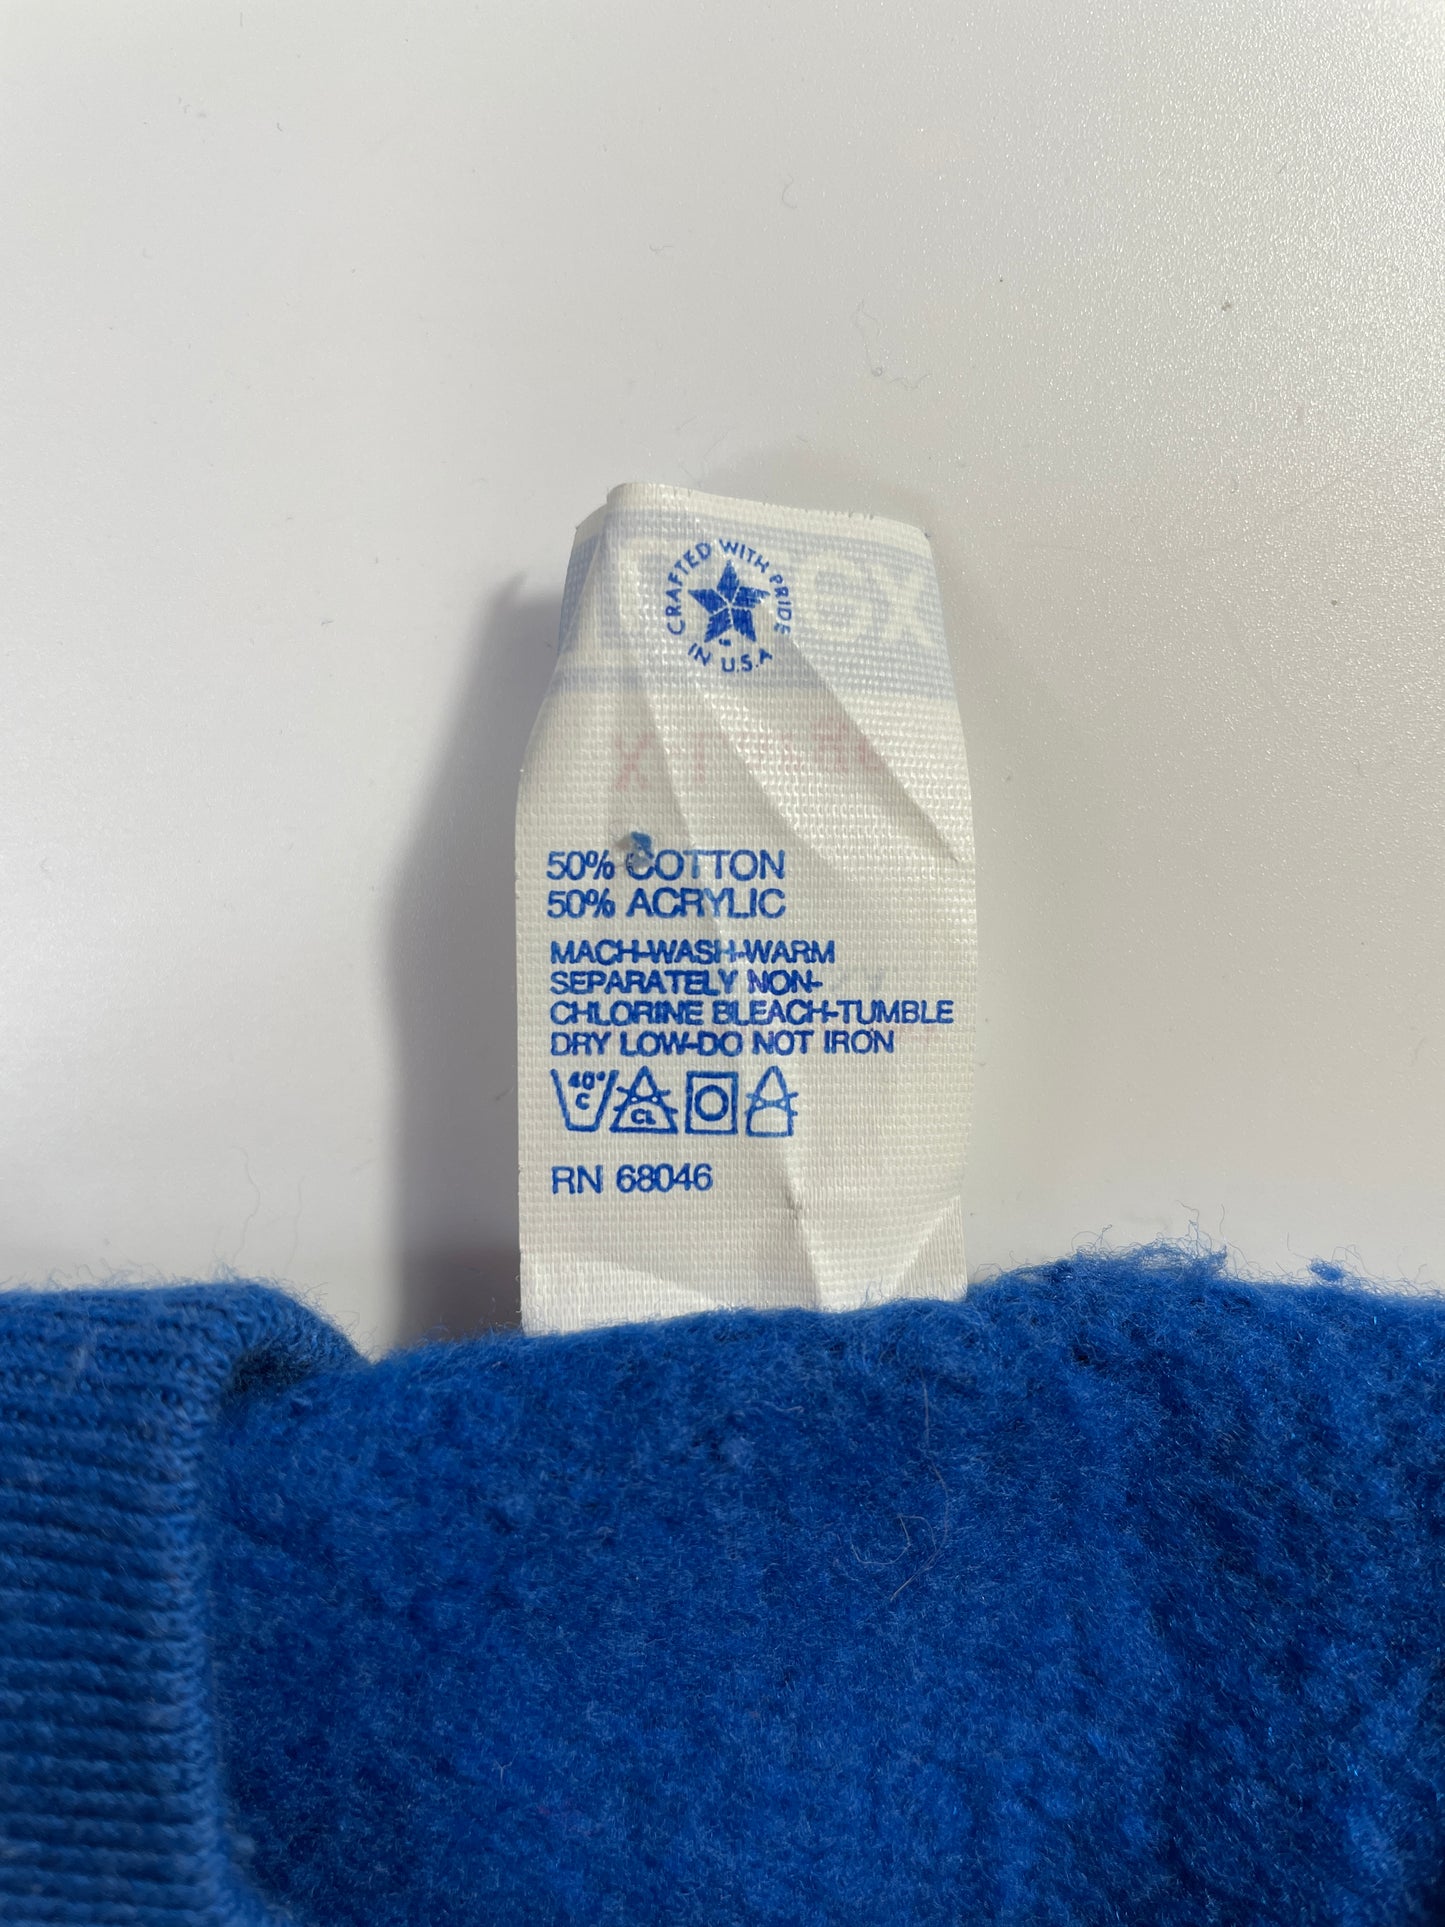 CRAFTED WITH PRIDE
IN U.S.A
50% COTTON
50% ACRYLIC
MACH-WASH-WARM
SEPARATELY NON-
CHLORINE BLEACH-TUMBLE
DRY LOW-DO NOT IRON
40°
C
CL
RN 68046